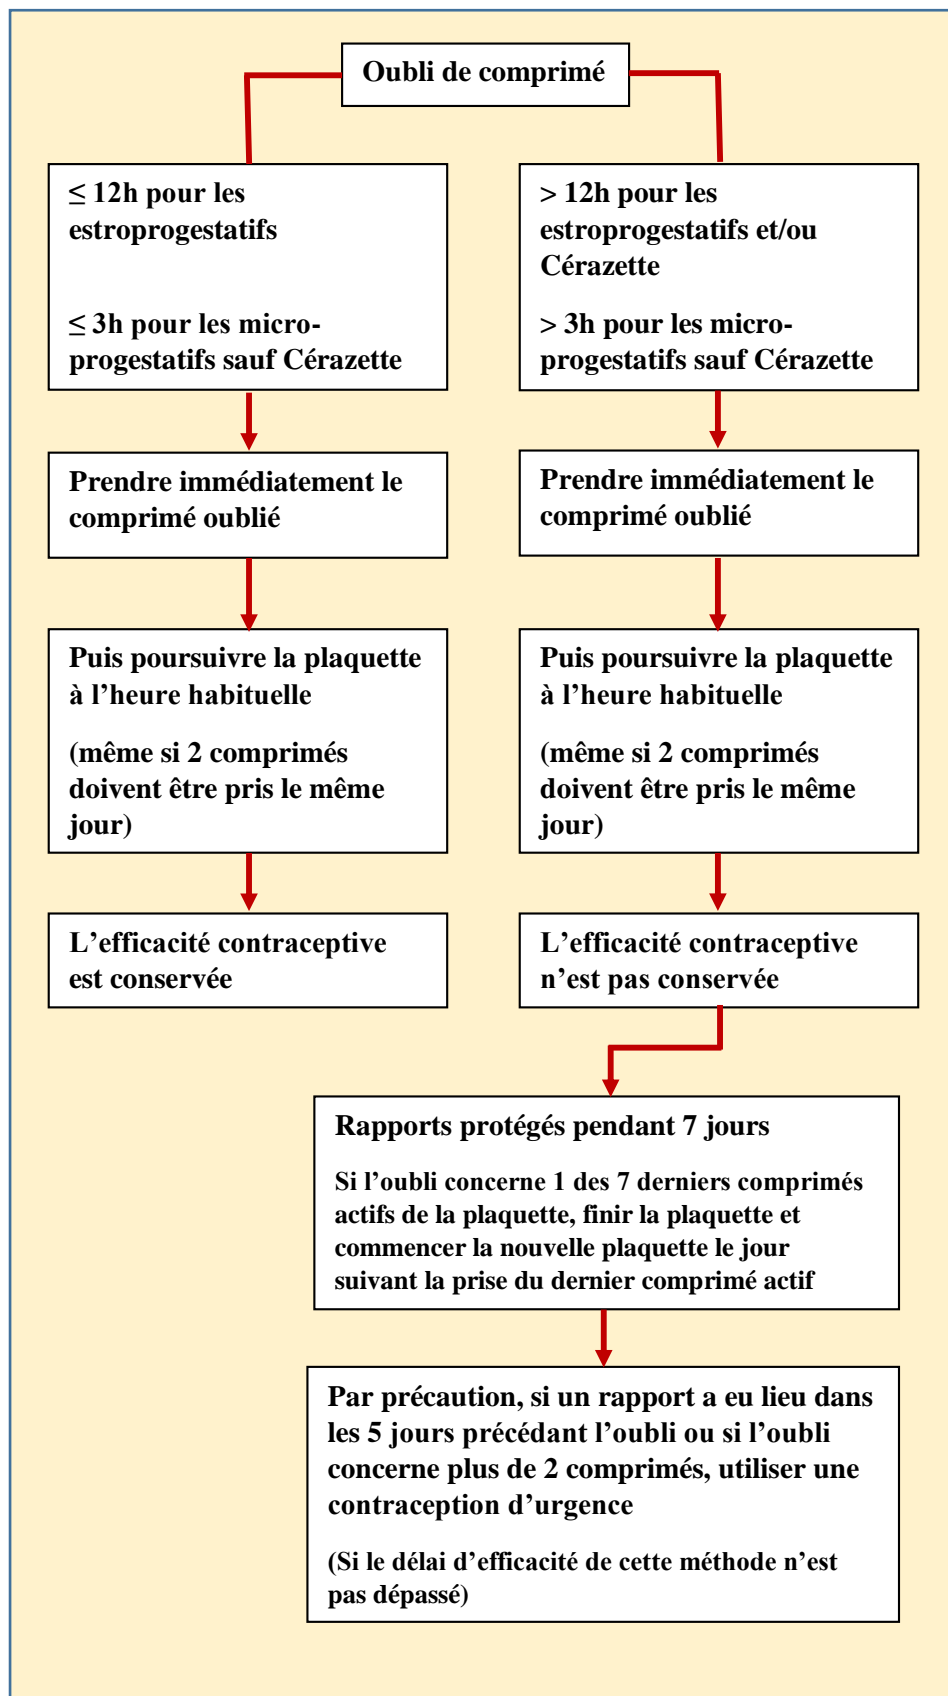 Oubli de comprimé
≤ 12h pour les
estroprogestatifs
≤ 3h pour les micro-
progestatifs sauf Cérazette
> 12h pour les
estroprogestatifs et/ou
Cérazette
> 3h pour les micro-
progestatifs sauf Cérazette
Prendre immédiatement le
comprimé oublié
Prendre immédiatement le
comprimé oublié
Puis poursuivre la plaquette
à l’heure habituelle
(même si 2 comprimés
doivent être pris le même
jour)
Puis poursuivre la plaquette
à l’heure habituelle
(même si 2 comprimés
doivent être pris le même
jour)
L’efficacité contraceptive
est conservée
L’efficacité contraceptive
n’est pas conservée
Rapports protégés pendant 7 jours
Si l’oubli concerne 1 des 7 derniers comprimés
actifs de la plaquette, finir la plaquette et
commencer la nouvelle plaquette le jour
suivant la prise du dernier comprimé actif
Par précaution, si un rapport a eu lieu dans
les 5 jours précédant l’oubli ou si l’oubli
concerne plus de 2 comprimés, utiliser une
contraception d’urgence
(Si le délai d’efficacité de cette méthode n’est
pas dépassé)